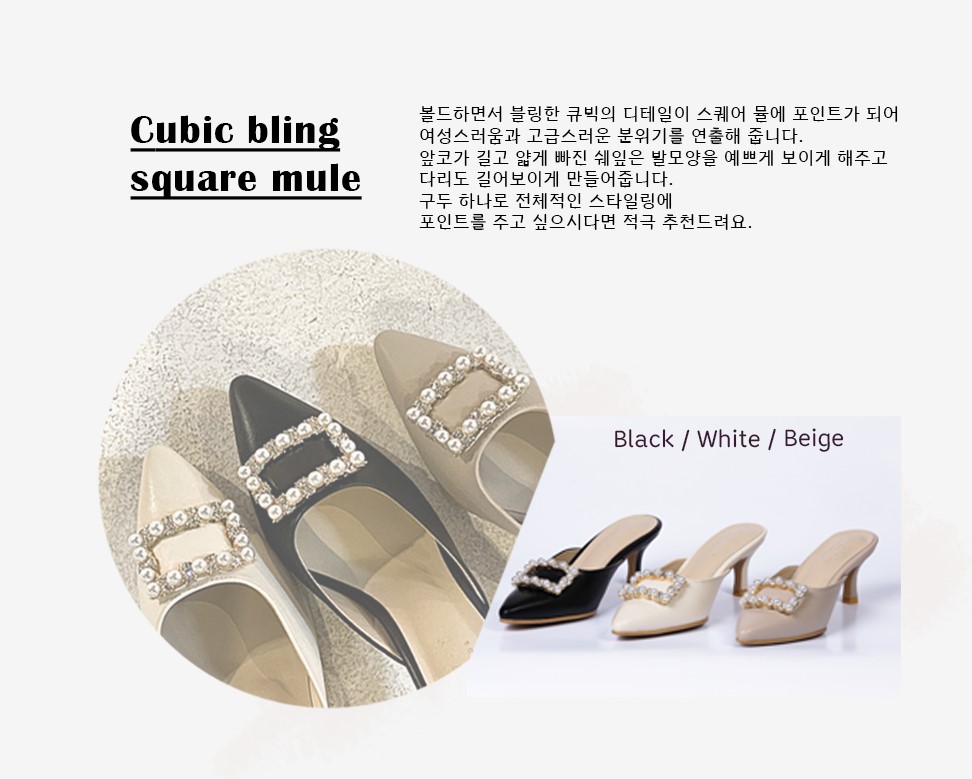 Cubic bling
square mule
볼드하면서 블링한 큐빅의 디테일이 스퀘어 뮬에 포인트가 되어
여성스러움과 고급스러운 분위기를 연출해 줍니다.
앞코가 길고 얇게 빠진 쉐잎은 발모양을 예쁘게 보이게 해주고
다리도 길어보이게 만들어줍니다.
구두 하나로 전체적인 스타일링에
포인트를 주고 싶으시다면 적극 추천드려요.
Black / White / Beige